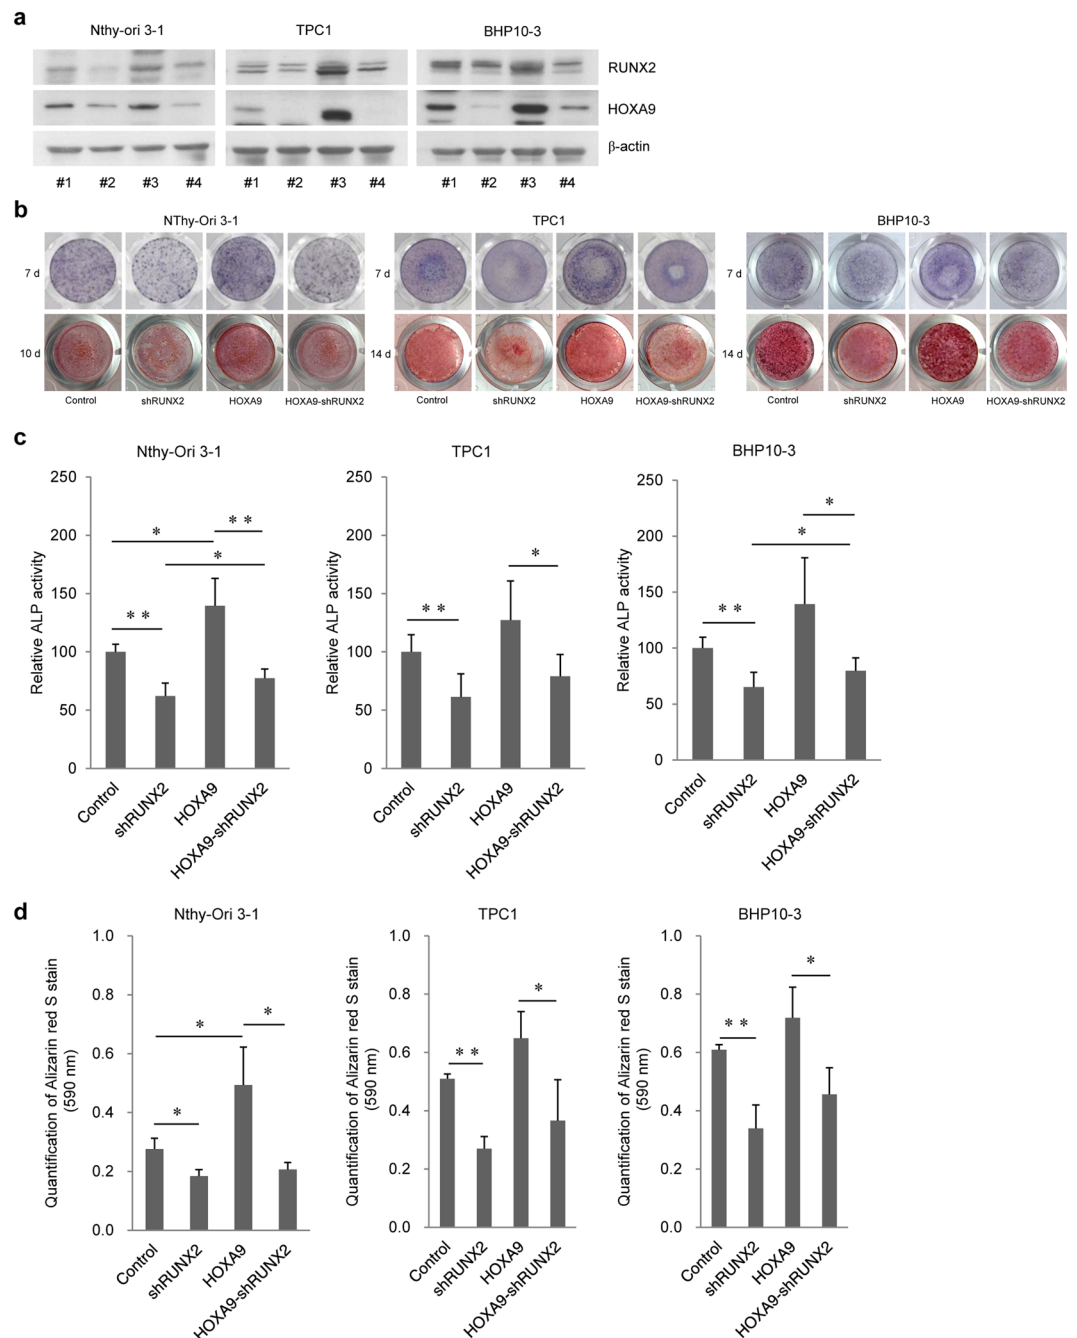 a
Nthy-ori 3-1 TPC1 BHP10-3
RUNX2
HOXA9
β-actin
#1 #2 #3 #4 #1 #2 #3 #4 #1 #2 #3 #4
b
NThy-Ori 3-1 TPC1 BHP10-3
7 d 7 d 7 d
10 d 14 d 14 d
Control shRUNX2 HOXA9 HOXA9-shRUNX2 Control shRUNX2 HOXA9 HOXA9-shRUNX2 Control shRUNX2 HOXA9 HOXA9-shRUNX2
c
Nthy-Ori 3-1
Relative ALP activity
250
200
150
100
50
0
* ** * **
Control shRUNX2 HOXA9 HOXA9-shRUNX2
TPC1
Relative ALP activity
250
200
150
100
50
0
** *
Control shRUNX2 HOXA9 HOXA9-shRUNX2
BHP10-3
Relative ALP activity
250
200
150
100
50
0
* * **
Control shRUNX2 HOXA9 HOXA9-shRUNX2
d
Nthy-Ori 3-1
Quantification of Alizarin red S stain
(590 nm)
1.0
0.8
0.6
0.4
0.2
0.0
* * *
Control shRUNX2 HOXA9 HOXA9-shRUNX2
TPC1
Quantification of Alizarin red S stain
(590 nm)
1.0
0.8
0.6
0.4
0.2
0.0
** *
Control shRUNX2 HOXA9 HOXA9-shRUNX2
BHP10-3
Quantification of Alizarin red S stain
(590 nm)
1.0
0.8
0.6
0.4
0.2
0.0
** *
Control shRUNX2 HOXA9 HOXA9-shRUNX2